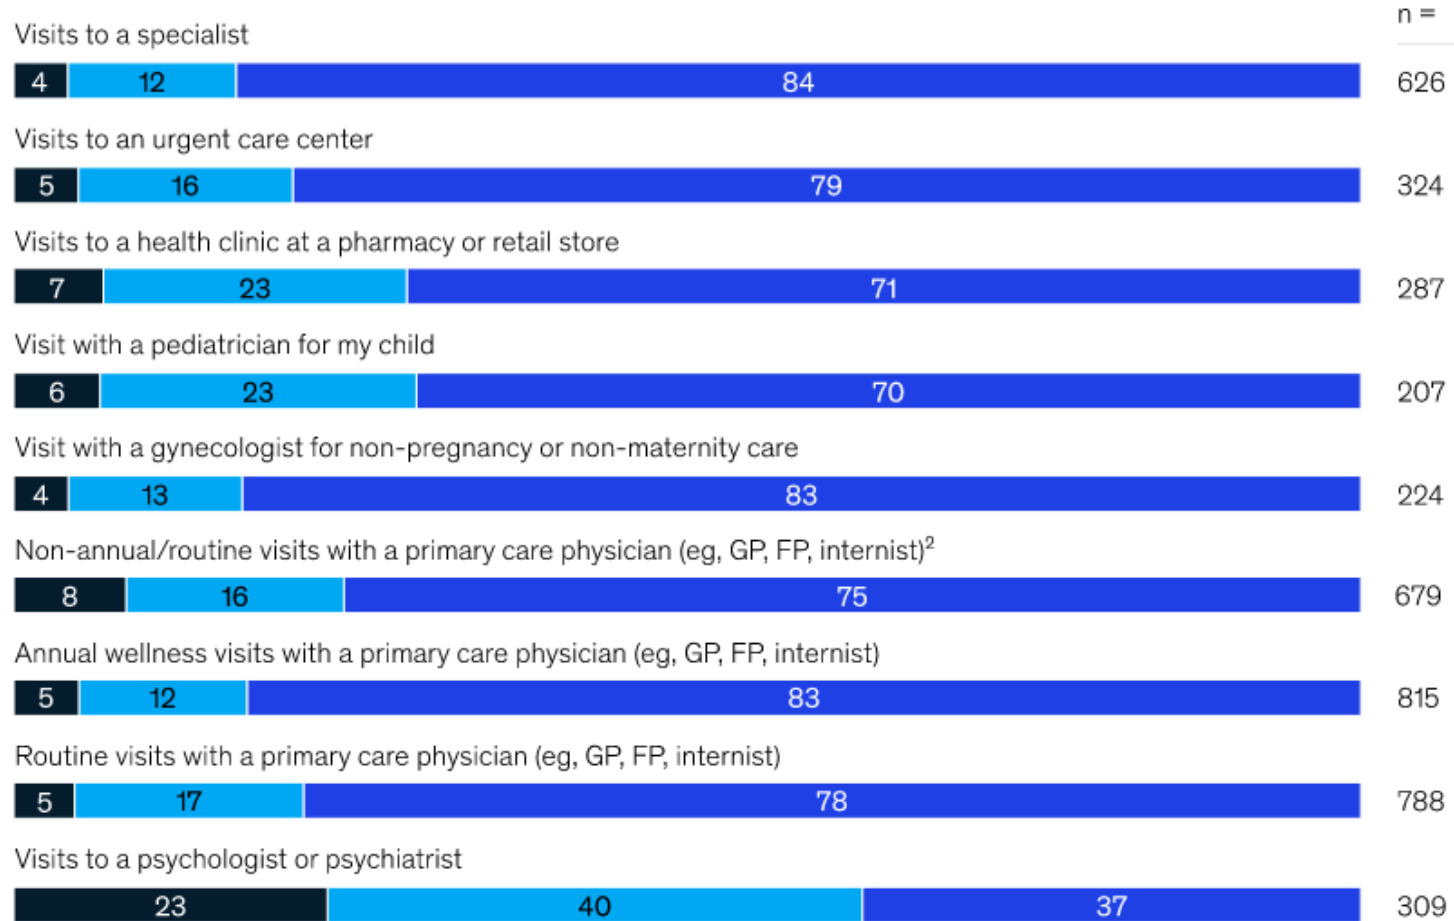 n =
Visits to a specialist
4 12 84 626
Visits to an urgent care center
5 16 79 324
Visits to a health clinic at a pharmacy or retail store
7 23 71 287
Visit with a pediatrician for my child
6 23 70 207
Visit with a gynecologist for non-pregnancy or non-maternity care
4 13 83 224
Non-annual/routine visits with a primary care physician (eg, GP, FP, internist)²
8 16 75 679
Annual wellness visits with a primary care physician (eg, GP, FP, internist)
5 12 83 815
Routine visits with a primary care physician (eg, GP, FP, internist)
5 17 78 788
Visits to a psychologist or psychiatrist
23 40 37 309